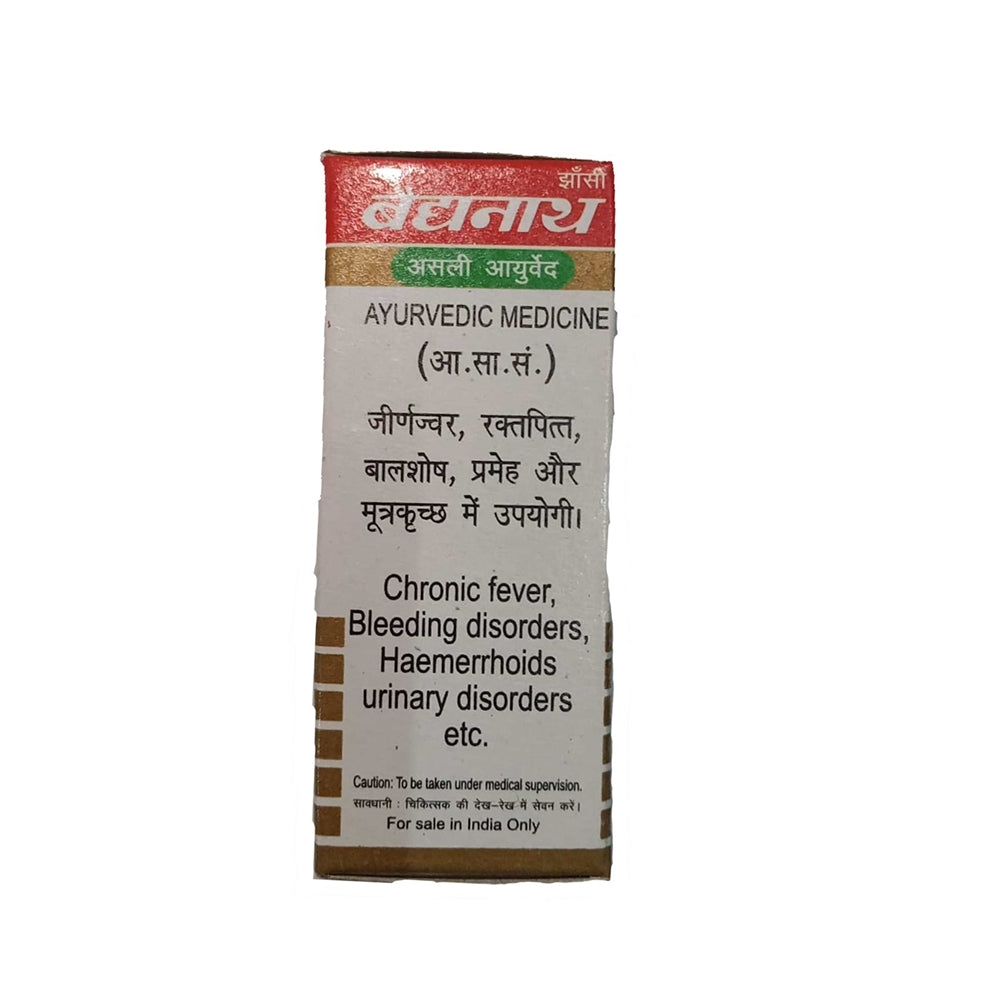 झाँसी
बैद्यनाथ
असली आयुर्वेद
AYURVEDIC MEDICINE
(आ.सा.सं.)
जीर्णज्वर, रक्तपित्त,
बालशोष, प्रमेह और
मूत्रकृच्छ में उपयोगी।
Chronic fever,
Bleeding disorders,
Haemerrhoids
urinary disorders
etc.
Caution: To be taken under medical supervision.
सावधानी : चिकित्सक की देख-रेख में सेवन करें।
For sale in India Only